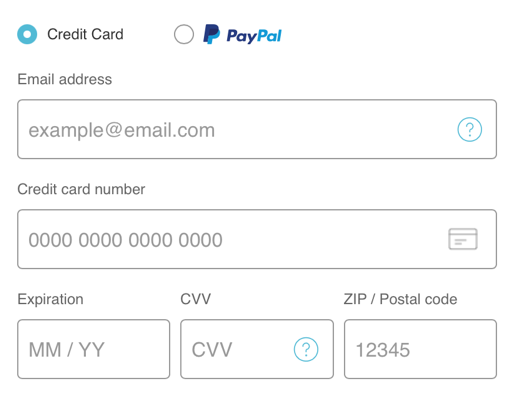 Credit Card PayPal
Email address
example@email.com ?
Credit card number
0000 0000 0000 0000
Expiration CVV ZIP / Postal code
MM / YY CVV ? 12345